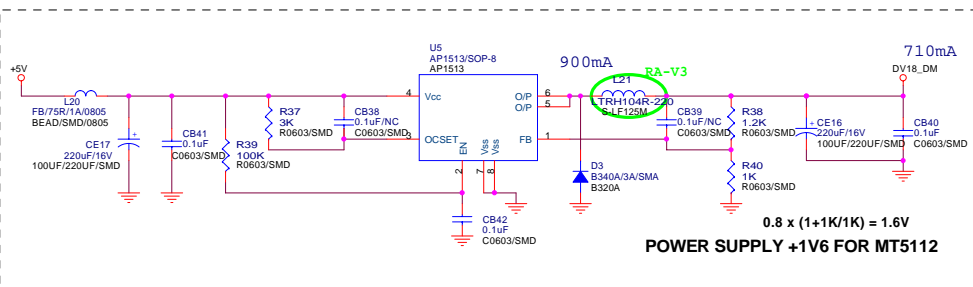 U5
AP1513/SOP-8
AP1513
900mA
RA-V3
710mA
+5V
L21
DV18_DM
L20
FB/75R/1A/0805
BEAD/SMD/0805
4
Vcc
O/P
6
O/P
5
LTRH104R-220
S-LF125M
R37
3K
R0603/SMD
CB38
0.1uF/NC
C0603/SMD
CB39
0.1uF/NC
C0603/SMD
R38
1.2K
R0603/SMD
+
CE16
220uF/16V
100UF/220UF/SMD
CB40
0.1uF
C0603/SMD
+
CE17
220uF/16V
100UF/220UF/SMD
CB41
0.1uF
C0603/SMD
R39
100K
R0603/SMD
3
OCSET
EN
Vss
Vss
FB
1
2
7
8
D3
B340A/3A/SMA
B320A
R40
1K
R0603/SMD
CB42
0.1uF
C0603/SMD
0.8 x (1+1K/1K) = 1.6V
POWER SUPPLY +1V6 FOR MT5112